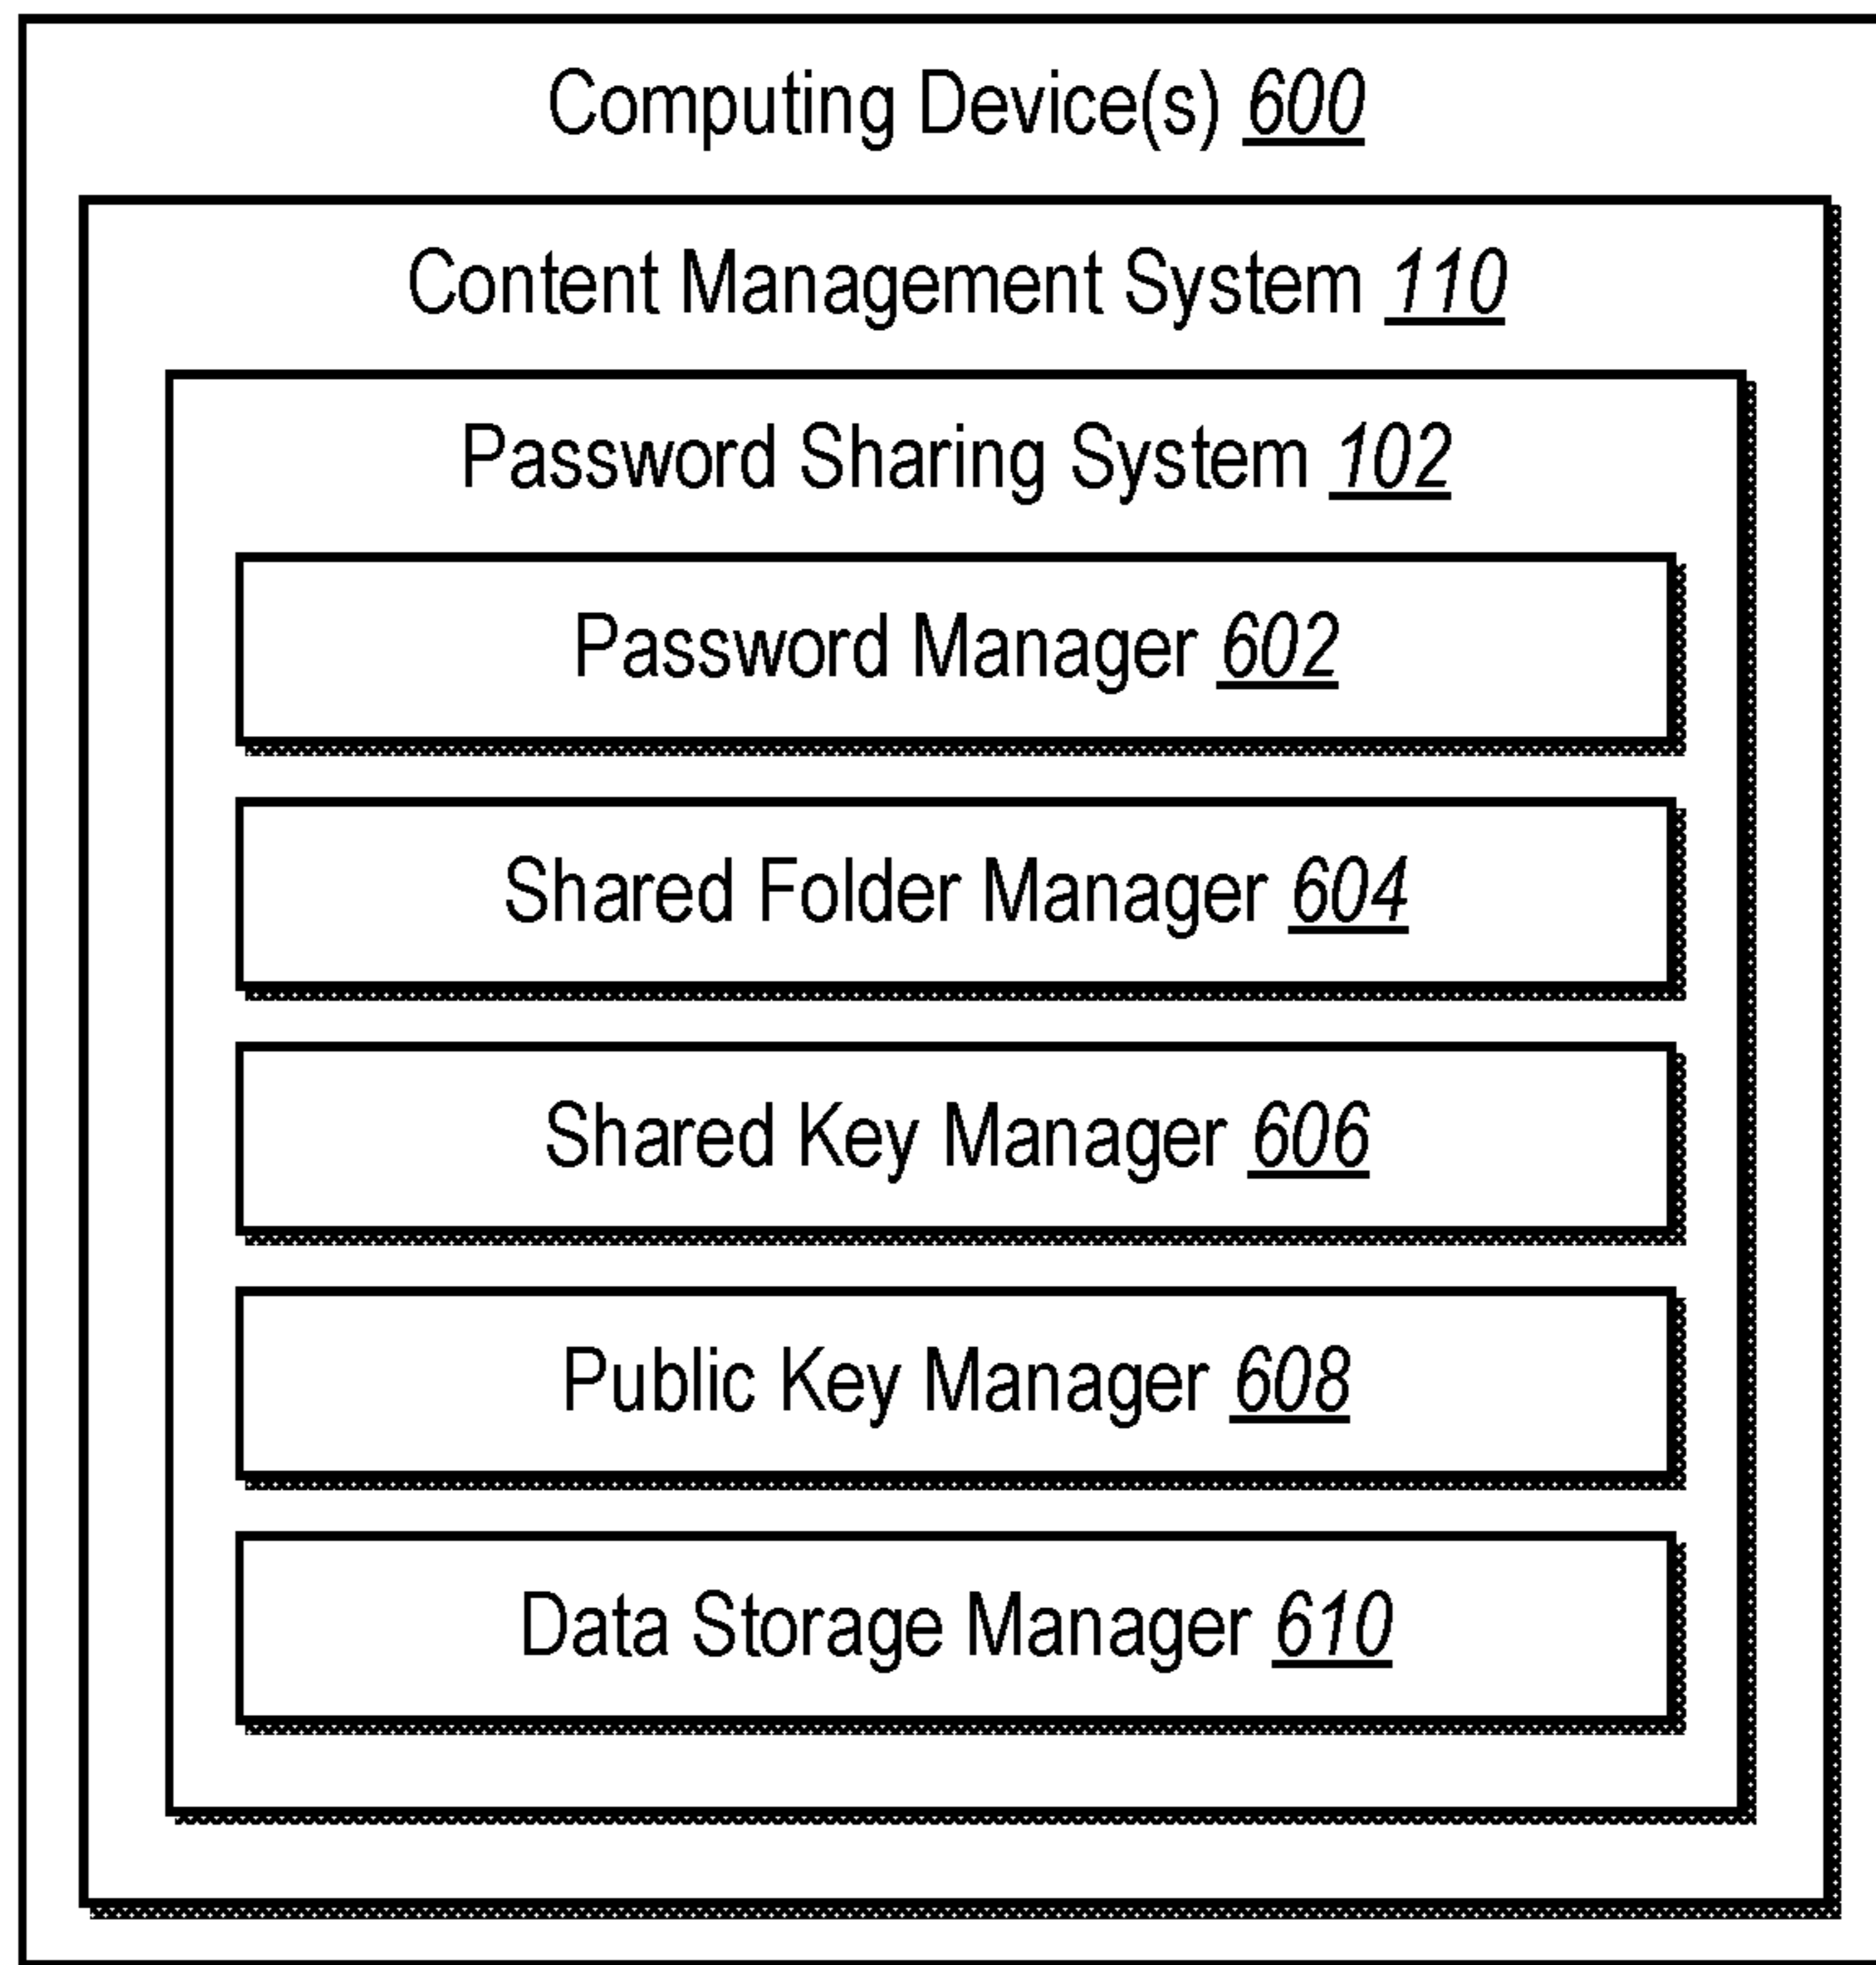 Computing Device(s) 600
Content Management System 110
Password Sharing System 102
Password Manager 602
Shared Folder Manager 604
Shared Key Manager 606
Public Key Manager 608
Data Storage Manager 610